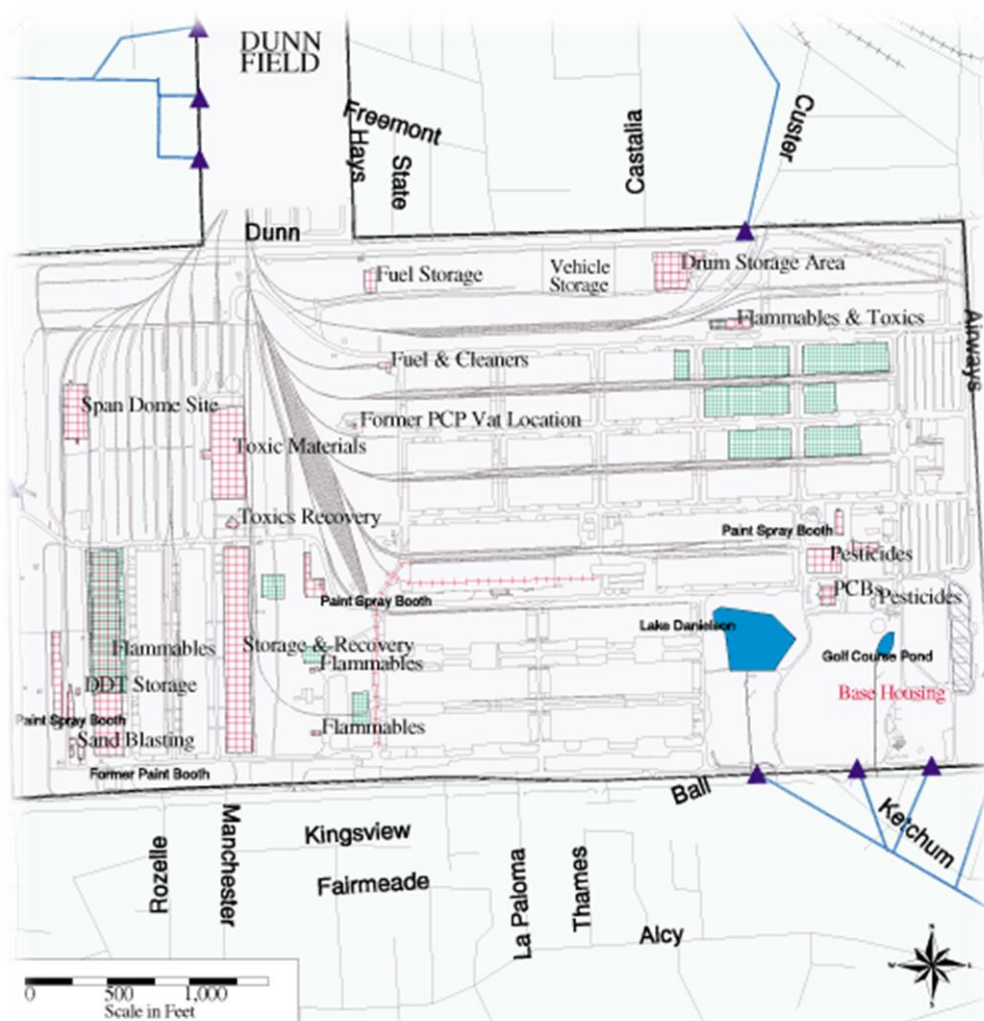 DUNN
FIELD
Freemont
Hays
State
Castalia
Custer
Dunn
Fuel Storage
Vehicle
Storage
Drum Storage Area
Flammables & Toxics
Airways
Fuel & Cleaners
Span Dome Site
Former PCP Vat Location
Toxic Materials
Toxics Recovery
Paint Spray Booth
Pesticides
PCBs
Pesticides
Paint Spray Booth
Lake Danielson
Flammables
Storage & Recovery
Flammables
Golf Course Pond
DDT Storage
Base Housing
Paint Spray Booth
Flammables
Sand Blasting
Former Paint Booth
Ball
Ketchum
Rozelle
Manchester
Kingsview
Fairmeade
La Paloma
Thames
Alcy
N
W
E
S
0 500 1,000
Scale in Feet